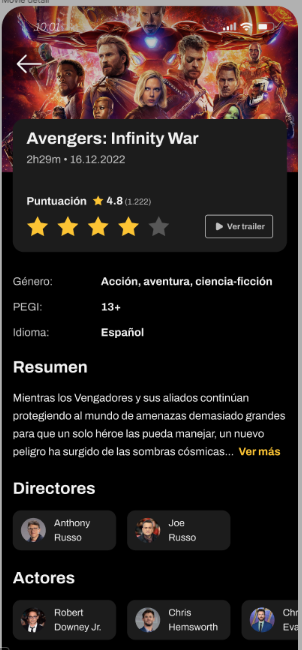 Movie detail
10:01
Avengers: Infinity War
2h29m • 16.12.2022
Puntuación 4.8 (1.222)
Ver trailer
Género: Acción, aventura, ciencia-ficción
PEGI: 13+
Idioma: Español
Resumen
Mientras los Vengadores y sus aliados continúan
protegiendo al mundo de amenazas demasiado grandes
para que un solo héroe las pueda manejar, un nuevo
peligro ha surgido de las sombras cósmicas... Ver más
Directores
Anthony
Russo
Joe
Russo
Actores
Robert
Downey Jr.
Chris
Hemsworth
Chr
Eva